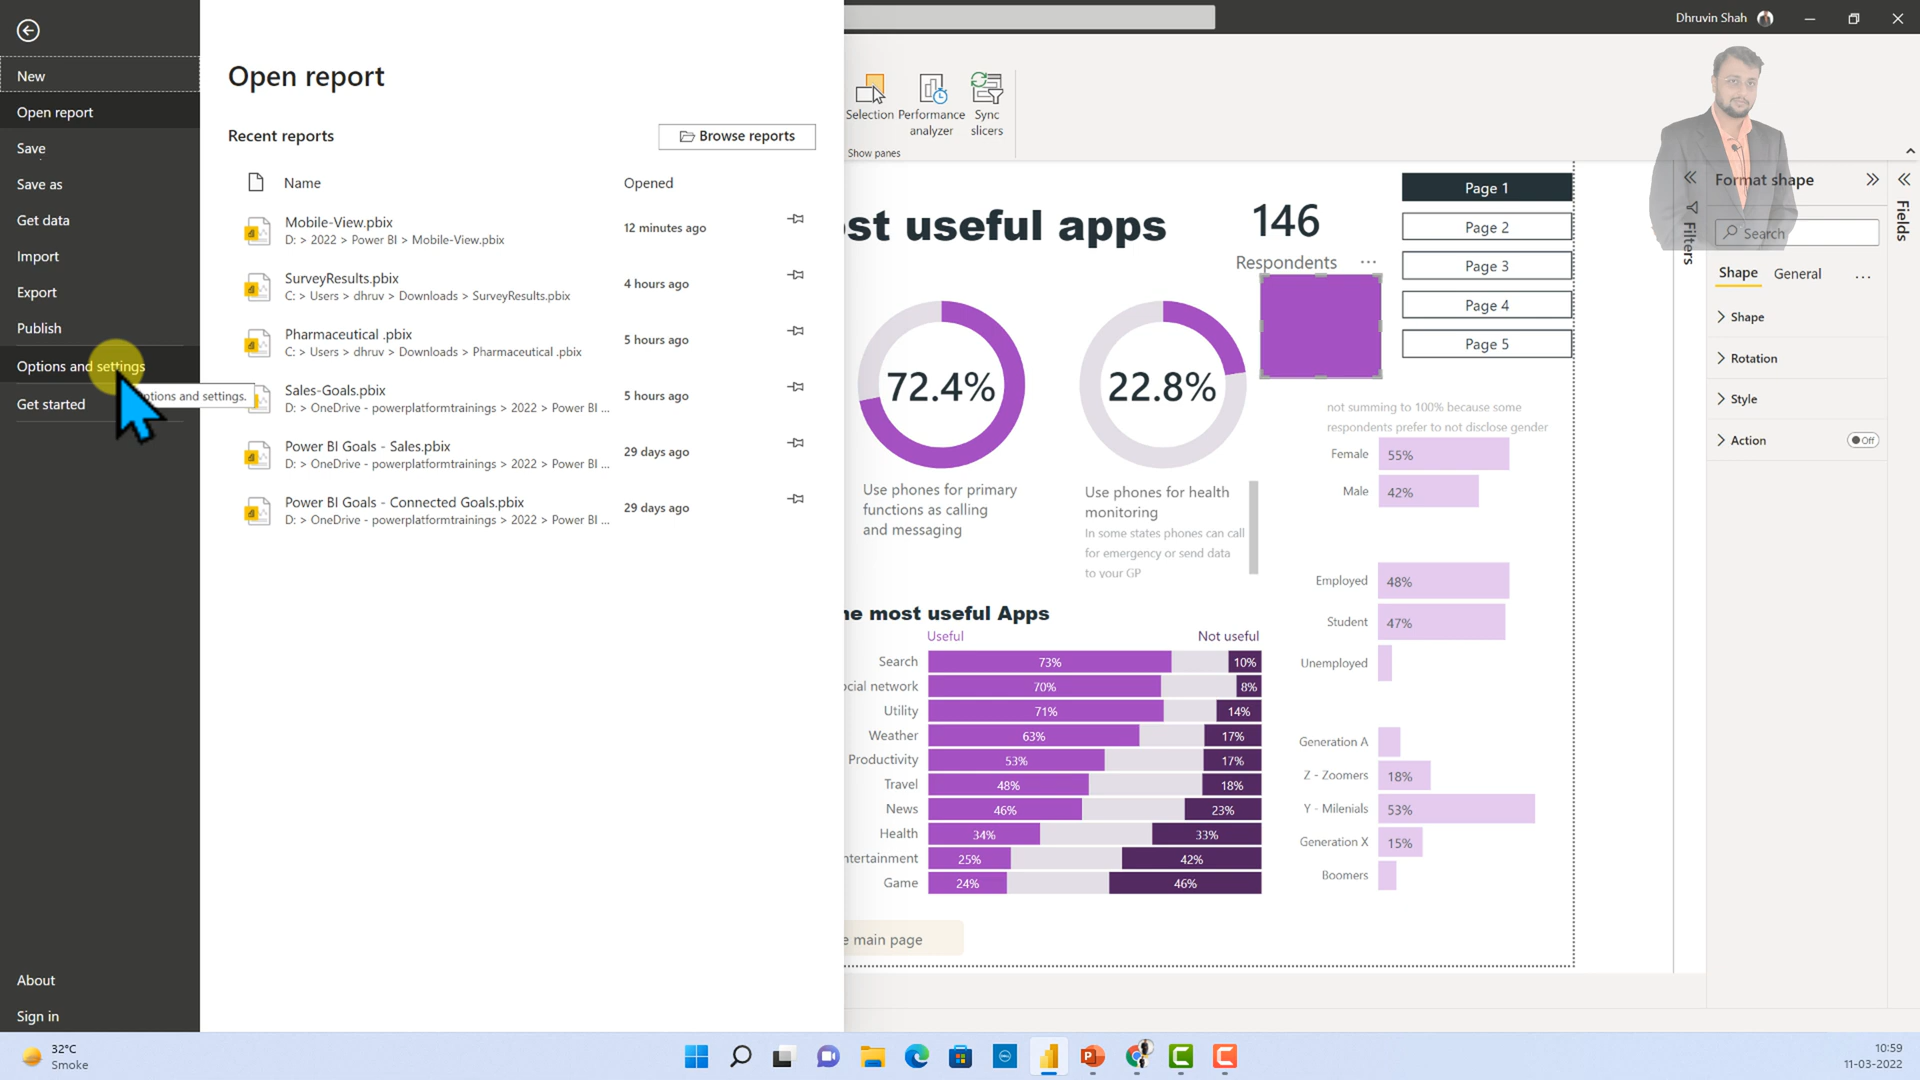 Dhruvin Shah
New
Open report
Save
Save as
Get data
Import
Export
Publish
Options and settings
options and settings.
Get started
About
Sign in
Open report
Recent reports
Browse reports
Name
Opened
Mobile-View.pbix
D: > 2022 > Power BI > Mobile-View.pbix
12 minutes ago
SurveyResults.pbix
C: > Users > dhruv > Downloads > SurveyResults.pbix
4 hours ago
Pharmaceutical .pbix
C: > Users > dhruv > Downloads > Pharmaceutical .pbix
5 hours ago
Sales-Goals.pbix
D: > OneDrive - powerplatformtrainings > 2022 > Power BI ...
5 hours ago
Power BI Goals - Sales.pbix
D: > OneDrive - powerplatformtrainings > 2022 > Power BI ...
29 days ago
Power BI Goals - Connected Goals.pbix
D: > OneDrive - powerplatformtrainings > 2022 > Power BI ...
29 days ago
Selection
Performance
analyzer
Sync
slicers
Show panes
st useful apps
146
Respondents
Page 1
Page 2
Page 3
Page 4
Page 5
72.4%
22.8%
Use phones for primary
functions as calling
and messaging
Use phones for health
monitoring
In some states phones can call
for emergency or send data
to your GP
not summing to 100% because some
respondents prefer to not disclose gender
Female 55%
Male 42%
Employed 48%
Student 47%
Unemployed
Generation A
Z - Zoomers 18%
Y - Milenials 53%
Generation X 15%
Boomers
he most useful Apps
Useful Not useful
Search 73% 10%
ocial network 70% 8%
Utility 71% 14%
Weather 63% 17%
Productivity 53% 17%
Travel 48% 18%
News 46% 23%
Health 34% 33%
ntertainment 25% 42%
Game 24% 46%
e main page
Filters
Format shape
Search
Shape General ...
Shape
Rotation
Style
Action Off
Fields
32°C
Smoke
10:59
11-03-2022